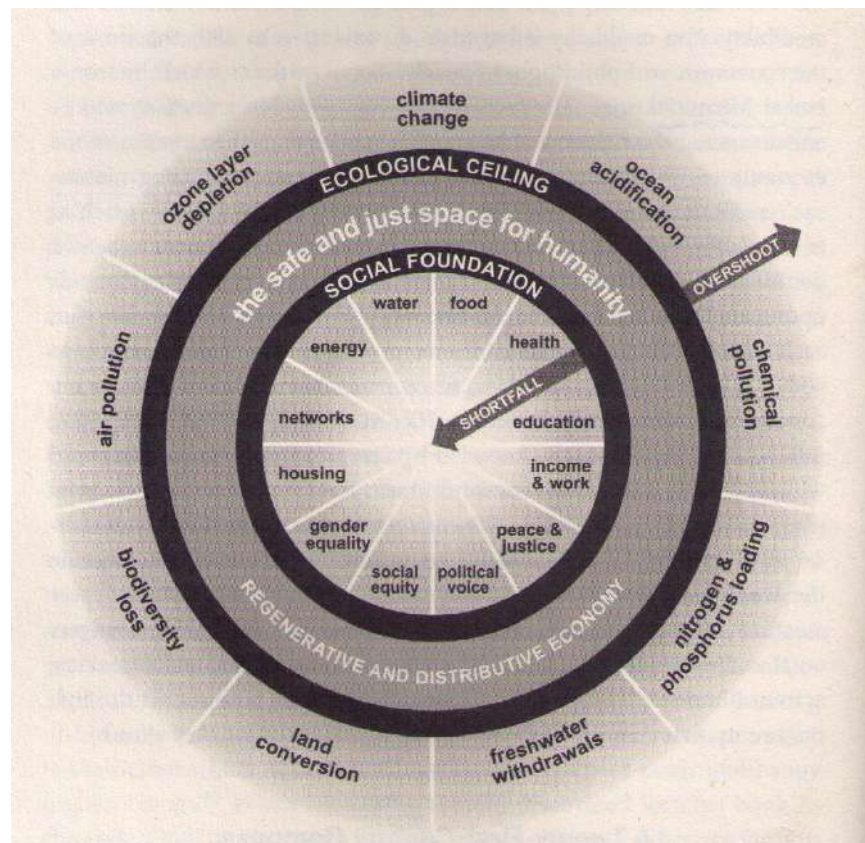 climate
change
ECOLOGICAL CEILING
ocean
acidification
ozone layer
depletion
the safe and just space for humanity
OVERSHOOT
SOCIAL FOUNDATION
water
food
energy
health
chemical
pollution
air pollution
SHORTFALL
networks
education
housing
income
& work
gender
equality
peace &
justice
social
equity
political
voice
biodiversity
loss
nitrogen &
phosphorus loading
REGENERATIVE AND DISTRIBUTIVE ECONOMY
land
conversion
freshwater
withdrawals